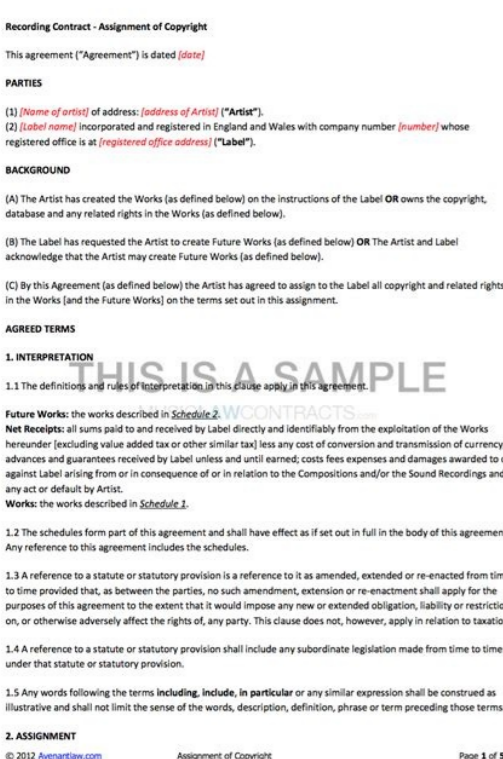 Recording Contract - Assignment of Copyright
This agreement ("Agreement") is dated [date]
PARTIES
(1) [Name of artist] of address: [address of Artist] ("Artist").
(2) [Label name] incorporated and registered in England and Wales with company number [number] whose
registered office is at [registered office address] ("Label").
BACKGROUND
(A) The Artist has created the Works (as defined below) on the instructions of the Label OR owns the copyright,
database and any related rights in the Works (as defined below).
(B) The Label has requested the Artist to create Future Works (as defined below) OR The Artist and Label
acknowledge that the Artist may create Future Works (as defined below).
(C) By this Agreement (as defined below) the Artist has agreed to assign to the Label all copyright and related rights
in the Works [and the Future Works] on the terms set out in this assignment.
AGREED TERMS
1. INTERPRETATION
THIS IS A SAMPLE
1.1 The definitions and rules of interpretation in this clause apply in this agreement.
Future Works: the works described in Schedule 2.
LAWCONTRACTS.com
Net Receipts: all sums paid to and received by Label directly and identifiably from the exploitation of the Works
hereunder [excluding value added tax or other similar tax] less any cost of conversion and transmission of currency
advances and guarantees received by Label unless and until earned; costs fees expenses and damages awarded to
against Label arising from or in consequence of or in relation to the Compositions and/or the Sound Recordings and
any act or default by Artist.
Works: the works described in Schedule 1.
1.2 The schedules form part of this agreement and shall have effect as if set out in full in the body of this agreemen
Any reference to this agreement includes the schedules.
1.3 A reference to a statute or statutory provision is a reference to it as amended, extended or re-enacted from tim
to time provided that, as between the parties, no such amendment, extension or re-enactment shall apply for the
purposes of this agreement to the extent that it would impose any new or extended obligation, liability or restrictio
on, or otherwise adversely affect the rights of, any party. This clause does not, however, apply in relation to taxatio
1.4 A reference to a statute or statutory provision shall include any subordinate legislation made from time to time
under that statute or statutory provision.
1.5 Any words following the terms including, include, in particular or any similar expression shall be construed as
illustrative and shall not limit the sense of the words, description, definition, phrase or term preceding those terms
2. ASSIGNMENT
© 2012 Avenantlaw.com Assignment of Copyright Page 1 of 5